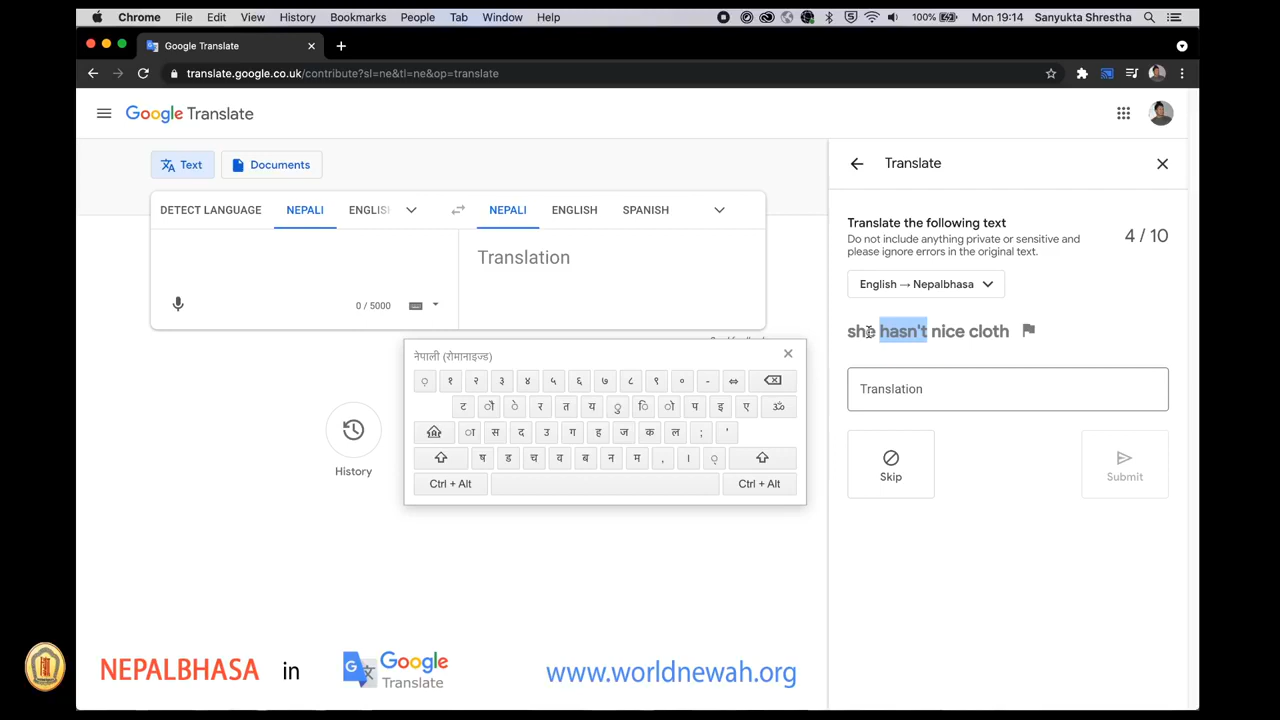 Chrome File Edit View History Bookmarks People Tab Window Help 100% Mon 19:14 Sanyukta Shrestha
Google Translate
translate.google.co.uk/contribute?sl=ne&tl=ne&op=translate
Google Translate
Text Documents
DETECT LANGUAGE NEPALI ENGLIS NEPALI ENGLISH SPANISH
Translation
0 / 5000
नेपाली (रोमानाइज्ड)
़ १ २ ३ ४ ५ ६ ७ ८ ९ ० - ⇔
ट ौ े र त य ु ि ो प इ ए ॐ
ा स द उ ग ह ज क ल ; '
ष ड च व ब न म , । ्
Ctrl + Alt Ctrl + Alt
History
Translate
Translate the following text
Do not include anything private or sensitive and
please ignore errors in the original text.
4 / 10
English → Nepalbhasa
she hasn't nice cloth
Translation
Skip Submit
NEPALBHASA in Google Translate www.worldnewah.org